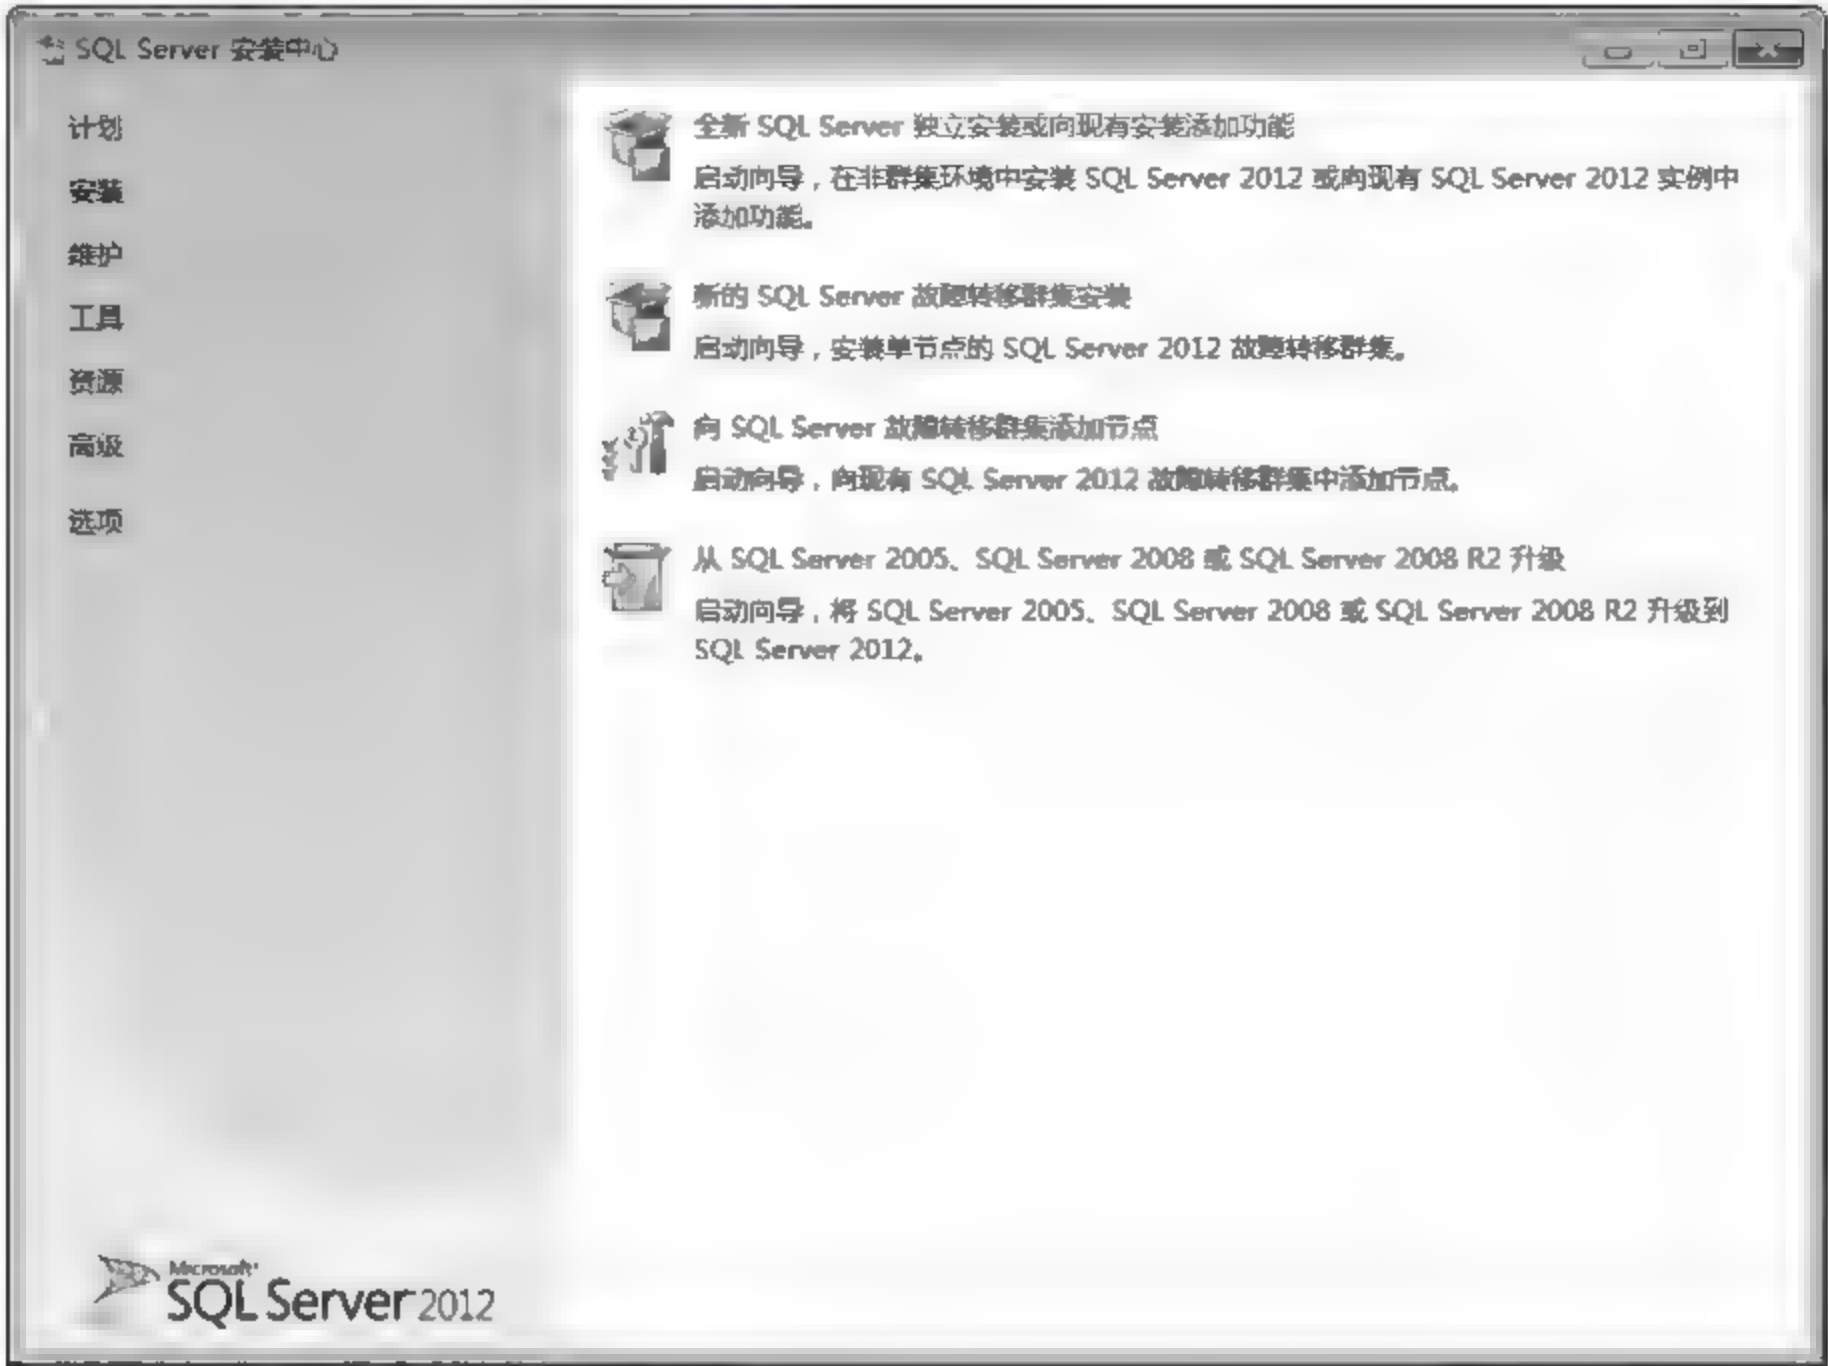 SQL Server 安装中心
计划
安装
维护
工具
资源
高级
选项
全新 SQL Server 独立安装或向现有安装添加功能
启动向导，在非群集环境中安装 SQL Server 2012 或向现有 SQL Server 2012 实例中
添加功能。
新的 SQL Server 故障转移群集安装
启动向导，安装单节点的 SQL Server 2012 故障转移群集。
向 SQL Server 故障转移群集添加节点
启动向导，向现有 SQL Server 2012 故障转移群集中添加节点。
从 SQL Server 2005、SQL Server 2008 或 SQL Server 2008 R2 升级
启动向导，将 SQL Server 2005、SQL Server 2008 或 SQL Server 2008 R2 升级到
SQL Server 2012。
Microsoft
SQL Server 2012